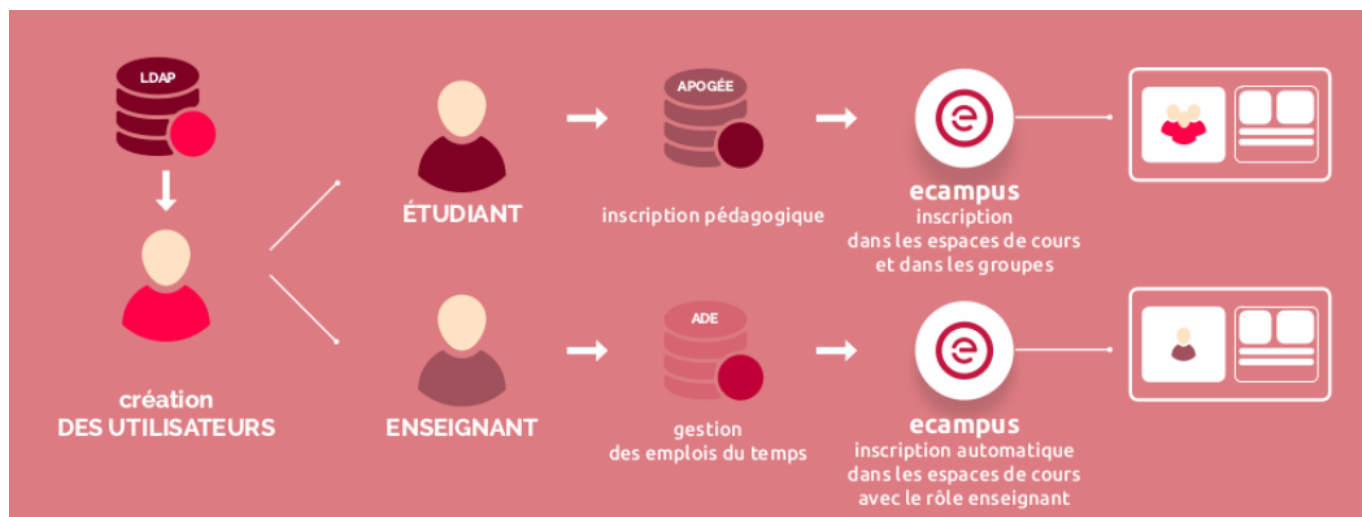 LDAP
création
DES UTILISATEURS
ÉTUDIANT
APOGÉE
inscription pédagogique
ecampus
inscription
dans les espaces de cours
et dans les groupes
ENSEIGNANT
ADE
gestion
des emplois du temps
ecampus
inscription automatique
dans les espaces de cours
avec le rôle enseignant